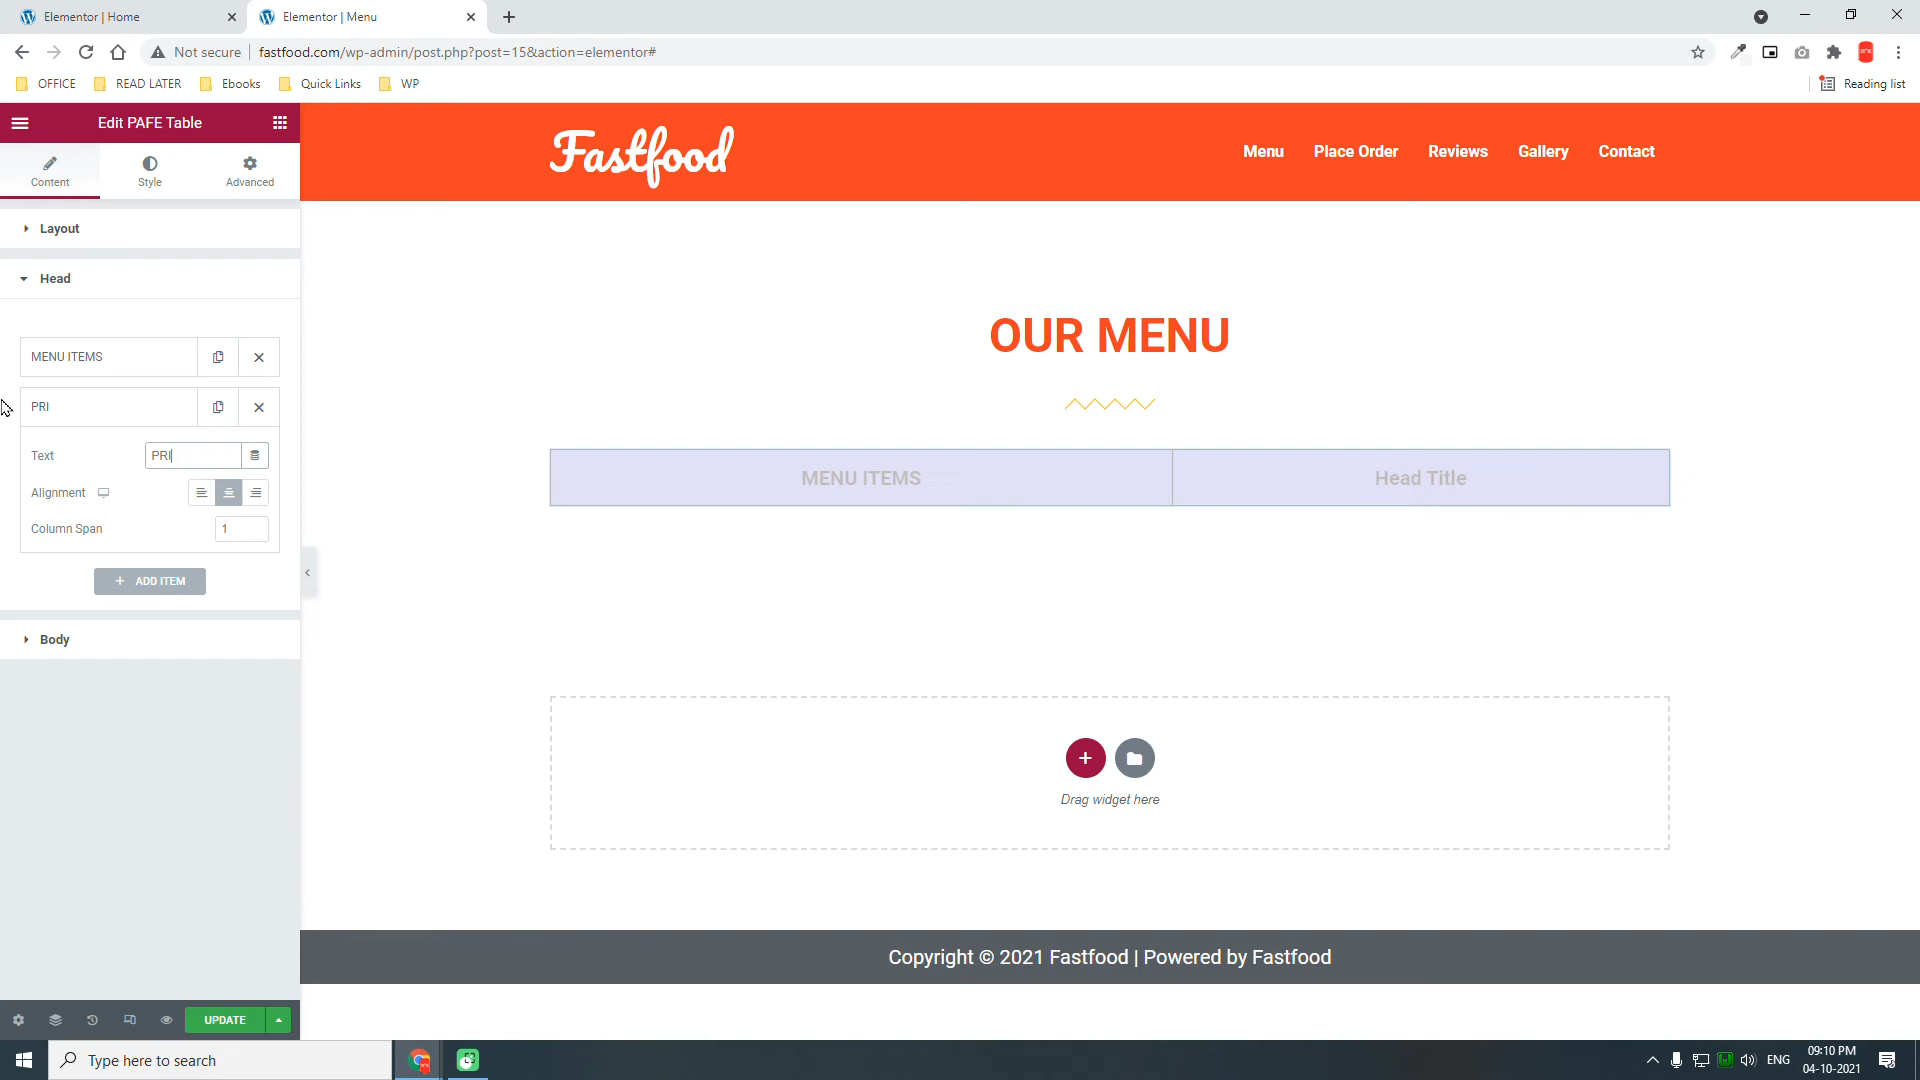 Elementor | Home
Elementor | Menu
Not secure
fastfood.com/wp-admin/post.php?post=15&action=elementor#
OFFICE
READ LATER
Ebooks
Quick Links
WP
Reading list
Edit PAFE Table
Content
Style
Advanced
Layout
Head
MENU ITEMS
PRI
Text
PRI
Alignment
Column Span
1
ADD ITEM
Body
UPDATE
Fastfood
Menu
Place Order
Reviews
Gallery
Contact
OUR MENU
MENU ITEMS
Head Title
Drag widget here
Copyright © 2021 Fastfood | Powered by Fastfood
Type here to search
ENG
09:10 PM
04-10-2021